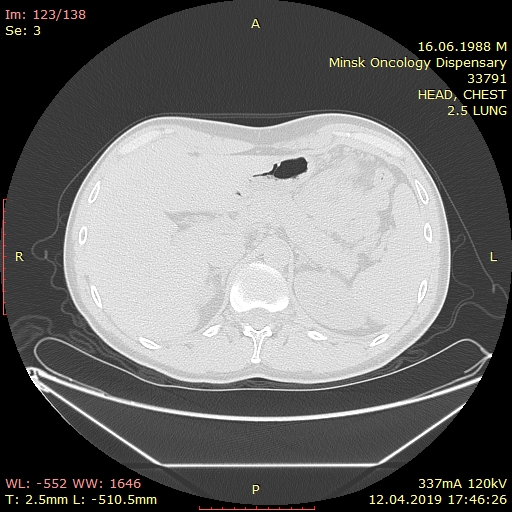 Im: 123/138
Se: 3
A
16.06.1988 M
Minsk Oncology Dispensary
33791
HEAD, CHEST
2.5 LUNG
R
L
WL: -552 WW: 1646
T: 2.5mm L: -510.5mm
P
337mA 120kV
12.04.2019 17:46:26